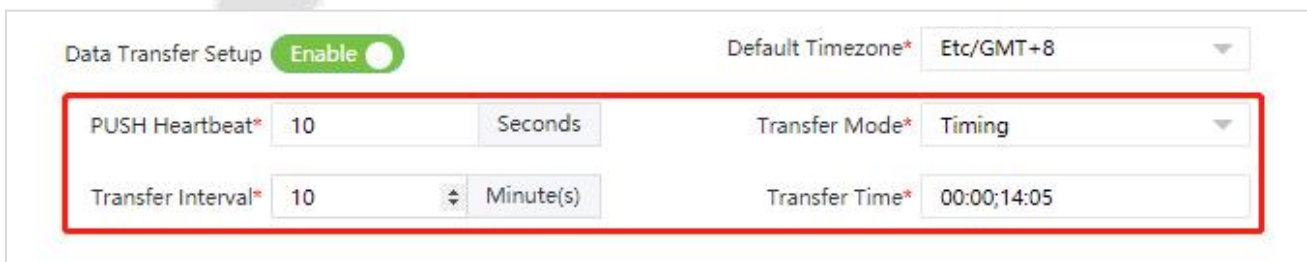 Data Transfer Setup Enable Default Timezone* Etc/GMT+8
PUSH Heartbeat* 10 Seconds Transfer Mode* Timing
Transfer Interval* 10 Minute(s) Transfer Time* 00:00;14:05